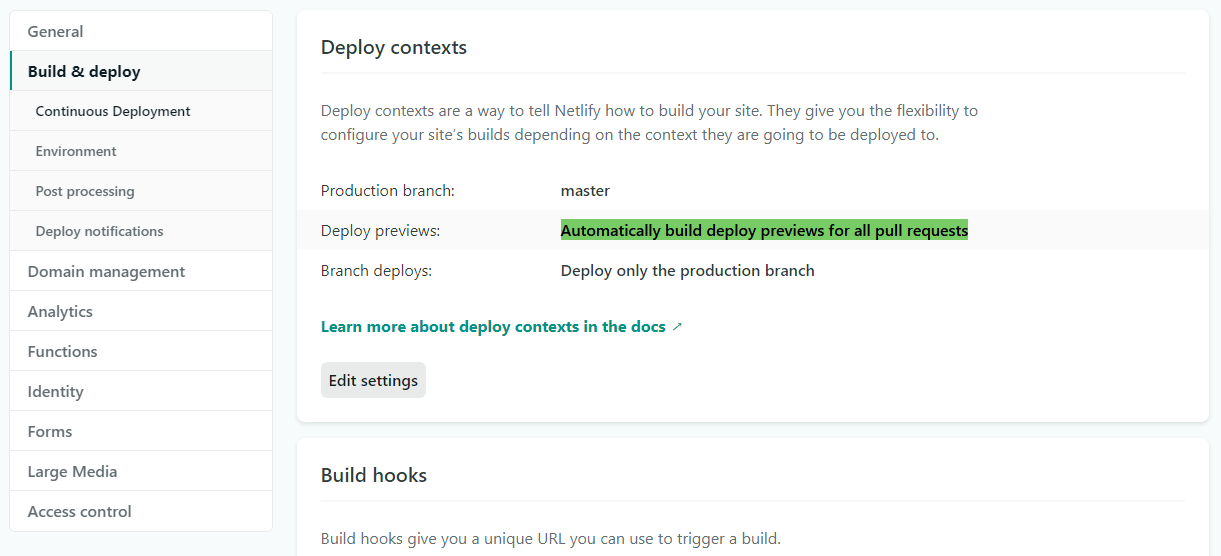 General
Build & deploy
Continuous Deployment
Environment
Post processing
Deploy notifications
Domain management
Analytics
Functions
Identity
Forms
Large Media
Access control
Deploy contexts
Deploy contexts are a way to tell Netlify how to build your site. They give you the flexibility to
configure your site's builds depending on the context they are going to be deployed to.
Production branch: master
Deploy previews: Automatically build deploy previews for all pull requests
Branch deploys: Deploy only the production branch
Learn more about deploy contexts in the docs ↗
Edit settings
Build hooks
Build hooks give you a unique URL you can use to trigger a build.